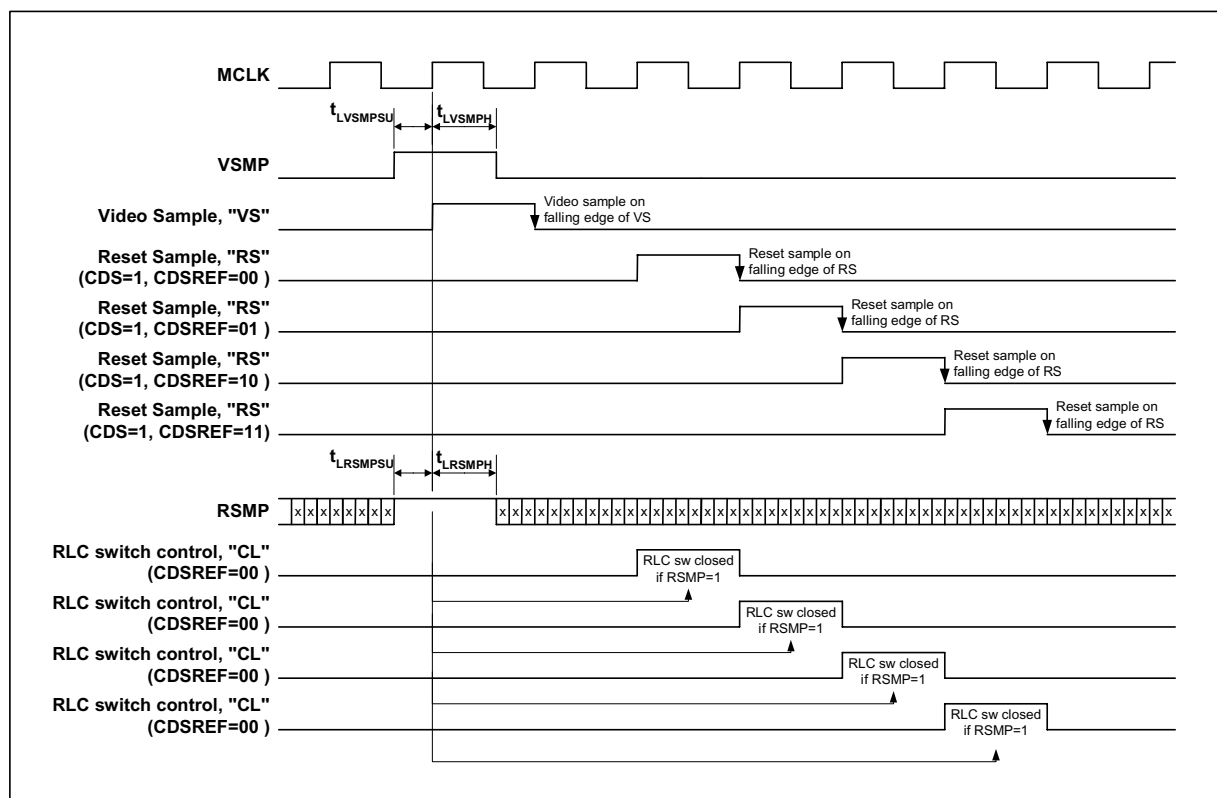 MCLK
tLVSMPSU tLVSMPH
VSMP
Video Sample, "VS"
Video sample on
falling edge of VS
Reset Sample, "RS"
(CDS=1, CDSREF=00 )
Reset sample on
falling edge of RS
Reset Sample, "RS"
(CDS=1, CDSREF=01 )
Reset sample on
falling edge of RS
Reset Sample, "RS"
(CDS=1, CDSREF=10 )
Reset sample on
falling edge of RS
Reset Sample, "RS"
(CDS=1, CDSREF=11)
Reset sample on
falling edge of RS
tLRSMPSU tLRSMPH
RSMP
x x x x x x x x x x x x x x x x x x x x x x x x x x x x x x x x x x x x x x x x x x x x x x x x x x x x x x x x x x x x x x
RLC switch control, "CL"
(CDSREF=00 )
RLC sw closed
if RSMP=1
RLC switch control, "CL"
(CDSREF=00 )
RLC sw closed
if RSMP=1
RLC switch control, "CL"
(CDSREF=00 )
RLC sw closed
if RSMP=1
RLC switch control, "CL"
(CDSREF=00 )
RLC sw closed
if RSMP=1